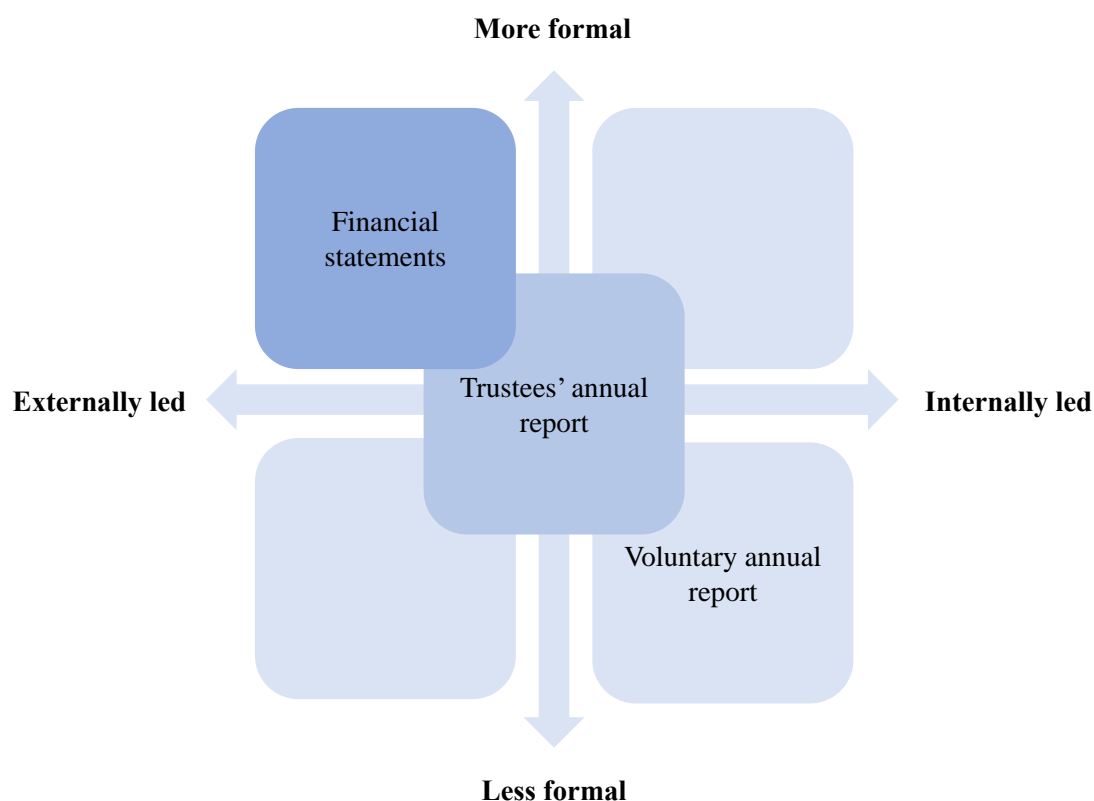 More formal
Financial
statements
Trustees’ annual
report
Externally led
Internally led
Voluntary annual
report
Less formal